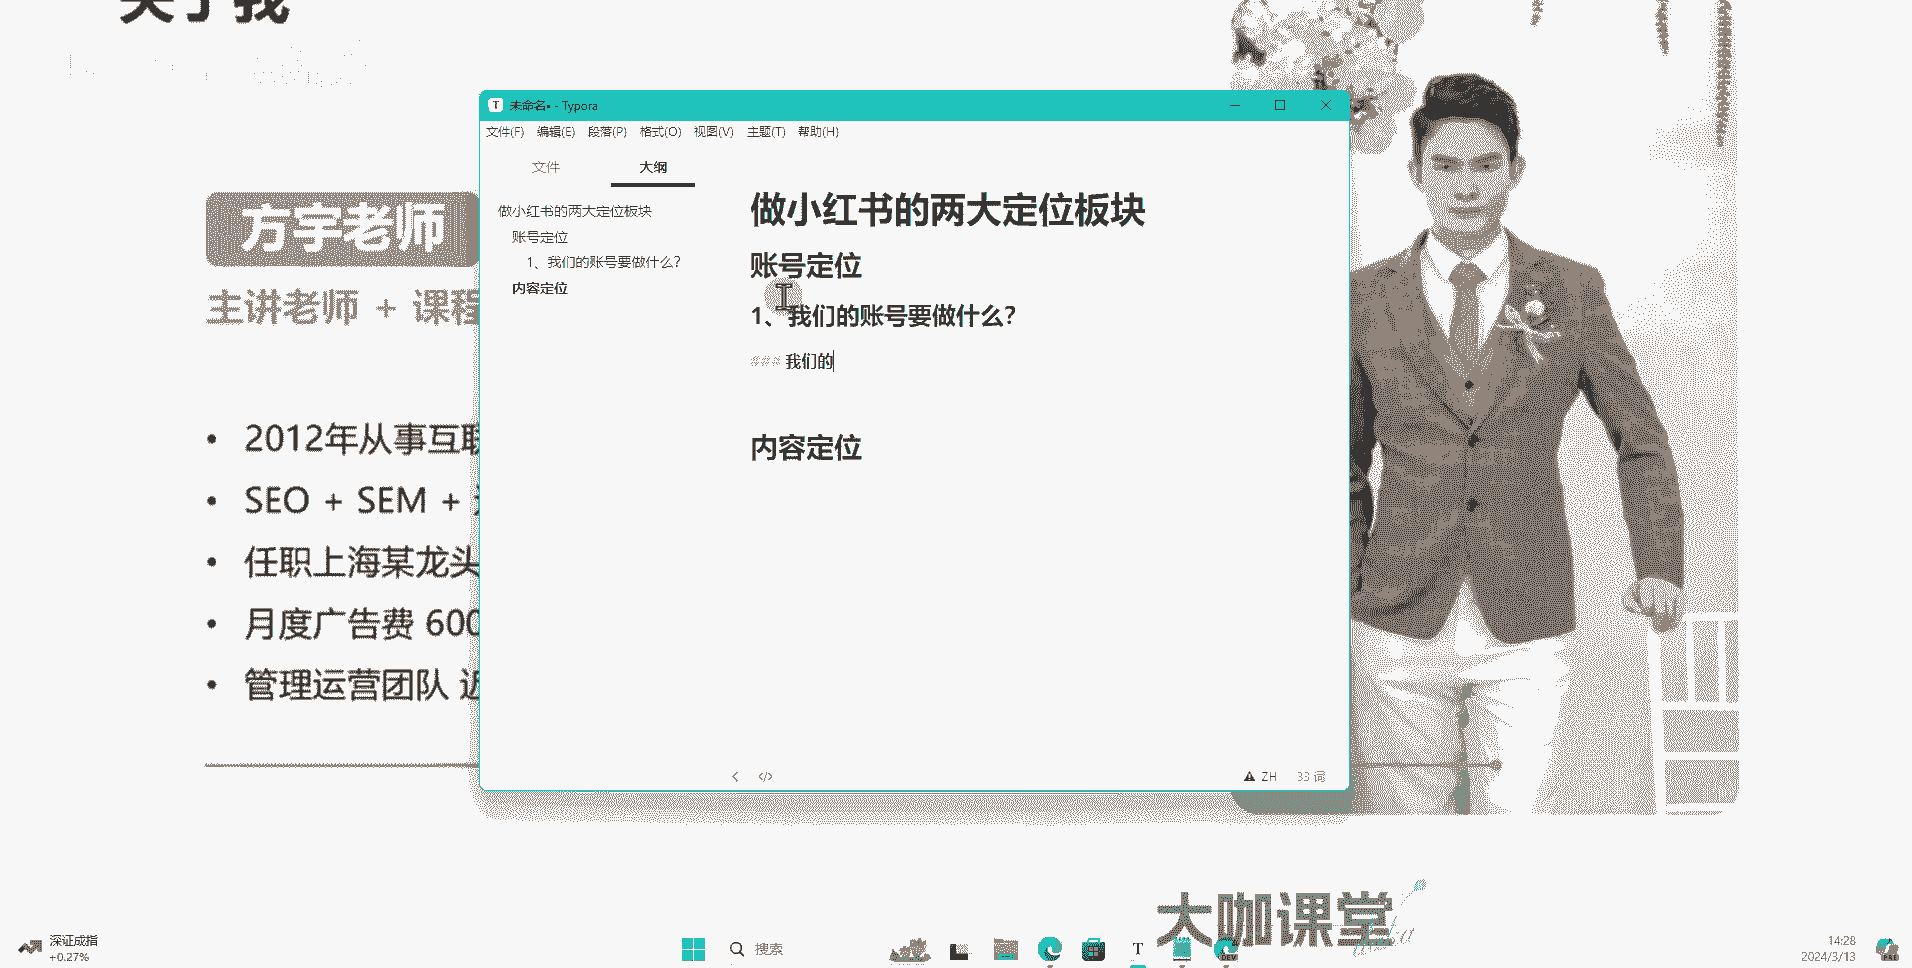 关于我
方宇老师
主讲老师 + 课程
2012年从事互联
SEO + SEM +
任职上海某龙头
月度广告费 600
管理运营团队 近
未命名• - Typora
文件(F) 编辑(E) 段落(P) 格式(O) 视图(V) 主题(T) 帮助(H)
文件 大纲
做小红书的两大定位板块
账号定位
1、我们的账号要做什么?
内容定位
做小红书的两大定位板块
账号定位
1、我们的账号要做什么?
### 我们的
内容定位
</> ZH 33 词
大咖课堂
深证成指
+0.27%
搜索
T
DEV
14:28
2024/3/13
PRE